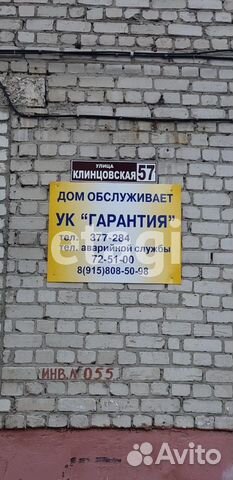 УЛИЦА
КЛИНЦОВСКАЯ 57
ДОМ ОБСЛУЖИВАЕТ
УК "ГАРАНТИЯ"
тел. 377-284
тел. аварийной службы
72-51-00
8(915)808-50-98
etagi
ИНВ.№055.
Avito